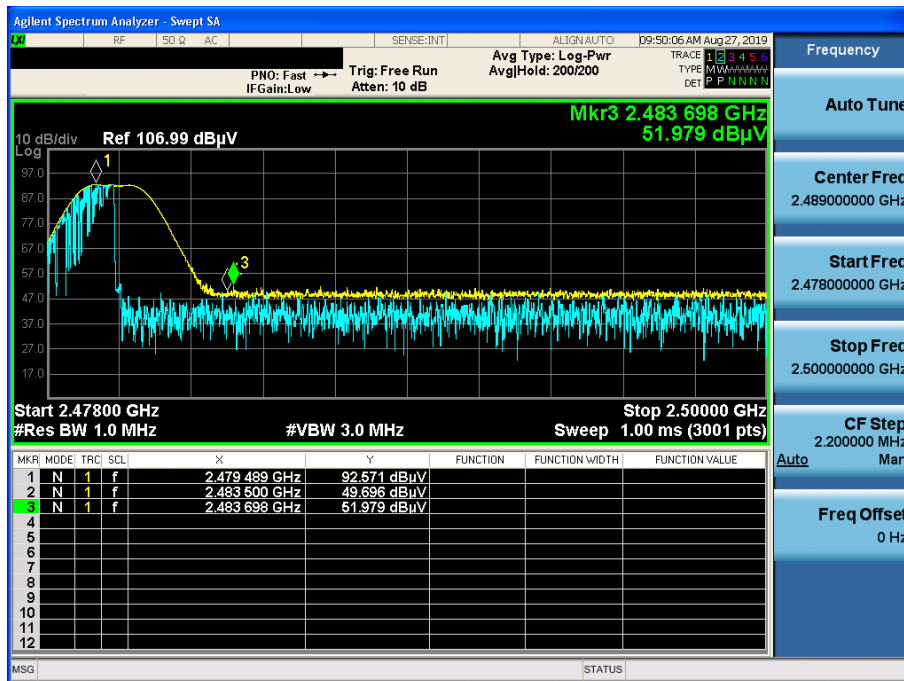 Agilent Spectrum Analyzer - Swept SA
LXI RF 50 Ω AC SENSE:INT ALIGN AUTO 09:50:06 AM Aug 27, 2019
PNO: Fast Trig: Free Run Avg Type: Log-Pwr TRACE 1 2 3 4 5 6
IFGain:Low Atten: 10 dB Avg|Hold: 200/200 TYPE MWWWWW
DET P P N N N N
Mkr3 2.483 698 GHz
51.979 dBµV
10 dB/div Ref 106.99 dBµV
Log
97.0
87.0
77.0
67.0
57.0
47.0
37.0
27.0
17.0
1
3
Start 2.47800 GHz Stop 2.50000 GHz
#Res BW 1.0 MHz #VBW 3.0 MHz Sweep 1.00 ms (3001 pts)
MKR MODE TRC SCL X Y FUNCTION FUNCTION WIDTH FUNCTION VALUE
1 N 1 f 2.479 489 GHz 92.571 dBµV
2 N 1 f 2.483 500 GHz 49.696 dBµV
3 N 1 f 2.483 698 GHz 51.979 dBµV
4
5
6
7
8
9
10
11
12
MSG STATUS
Frequency
Auto Tune
Center Freq
2.489000000 GHz
Start Freq
2.478000000 GHz
Stop Freq
2.500000000 GHz
CF Step
2.200000 MHz
Auto Man
Freq Offset
0 Hz